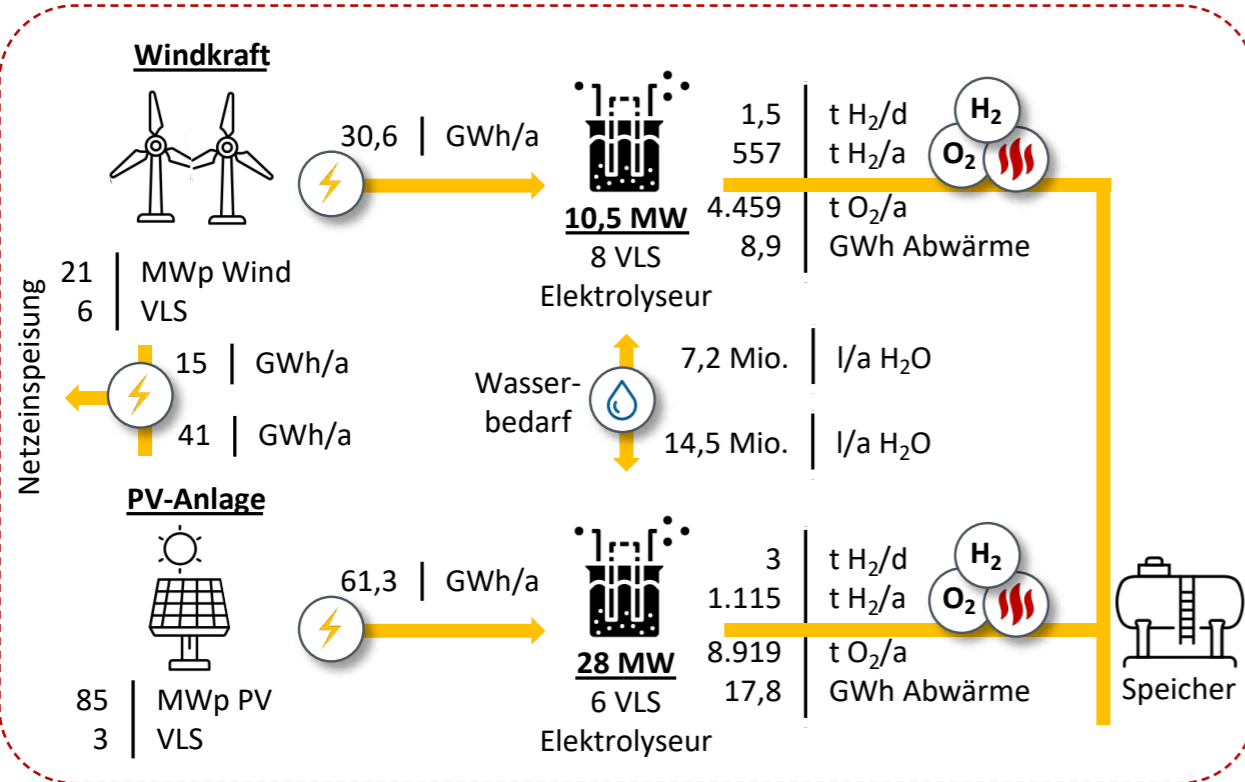 Windkraft
30,6 GWh/a
21 MWp Wind
6 VLS
10,5 MW
8 VLS
Elektrolyseur
1,5 t H₂/d
557 t H₂/a
4.459 t O₂/a
8,9 GWh Abwärme
H₂
O₂
Netzeinspeisung
15 GWh/a
41 GWh/a
Wasser-
bedarf
7,2 Mio. l/a H₂O
14,5 Mio. l/a H₂O
PV-Anlage
61,3 GWh/a
85 MWp PV
3 VLS
28 MW
6 VLS
Elektrolyseur
3 t H₂/d
1.115 t H₂/a
8.919 t O₂/a
17,8 GWh Abwärme
H₂
O₂
Speicher